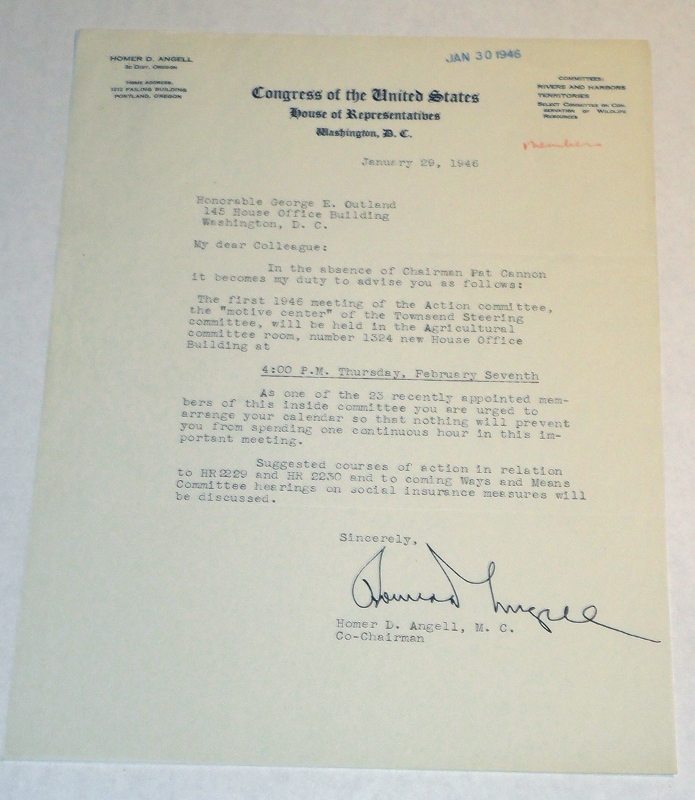 HOMER D. ANGELL
3D DIST. OREGON
HOME ADDRESS:
1212 FAILING BUILDING
PORTLAND, OREGON
JAN 30 1946
COMMITTEES:
RIVERS AND HARBORS
TERRITORIES
SELECT COMMITTEE ON CON-
SERVATION OF WILDLIFE
RESOURCES
Members
Congress of the United States
House of Representatives
Washington, D. C.
January 29, 1946
Honorable George E. Outland
145 House Office Building
Washington, D. C.
My dear Colleague:
In the absence of Chairman Pat Cannon
it becomes my duty to advise you as follows:
The first 1946 meeting of the Action committee,
the "motive center" of the Townsend Steering
committee, will be held in the Agricultural
committee room, number 1324 new House Office
Building at
4:00 P.M. Thursday, February Seventh
As one of the 23 recently appointed mem-
bers of this inside committee you are urged to
arrange your calendar so that nothing will prevent
you from spending one continuous hour in this im-
portant meeting.
Suggested courses of action in relation
to HR 2229 and HR 2230 and to coming Ways and Means
Committee hearings on social insurance measures will
be discussed.
Sincerely,
Homer D. Angell
Homer D. Angell, M. C.
Co-Chairman